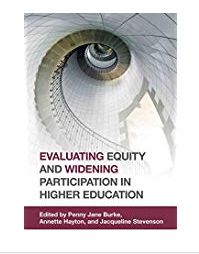 EVALUATING EQUITY
AND WIDENING
PARTICIPATION IN
HIGHER EDUCATION
Edited by Penny Jane Burke,
Annette Hayton, and Jacqueline Stevenson